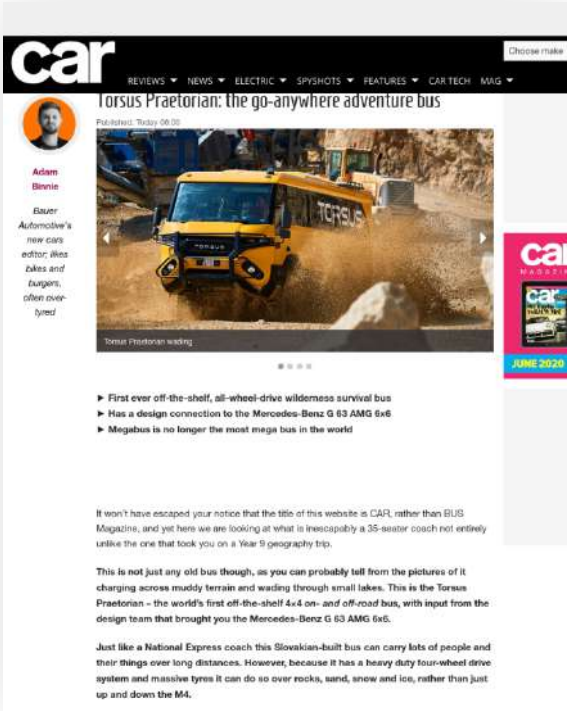 car
Choose make
REVIEWS NEWS ELECTRIC SPYSHOTS FEATURES CAR TECH MAG
Torsus Praetorian: the go-anywhere adventure bus
Published: Today 06:00
Adam
Binnie
Bauer
Automotive's
new cars
editor; likes
bikes and
burgers,
often over-
tyred
TORSUS
TORSUS
Torsus Praetorian wading
car
MAGAZIN
car
JUNE 2020
► First ever off-the-shelf, all-wheel-drive wilderness survival bus
► Has a design connection to the Mercedes-Benz G 63 AMG 6x6
► Megabus is no longer the most mega bus in the world
It won't have escaped your notice that the title of this website is CAR, rather than BUS
Magazine, and yet here we are looking at what is inescapably a 35-seater coach not entirely
unlike the one that took you on a Year 9 geography trip.
This is not just any old bus though, as you can probably tell from the pictures of it
charging across muddy terrain and wading through small lakes. This is the Torsus
Praetorian – the world's first off-the-shelf 4×4 on- and off-road bus, with input from the
design team that brought you the Mercedes-Benz G 63 AMG 6x6.
Just like a National Express coach this Slovakian-built bus can carry lots of people and
their things over long distances. However, because it has a heavy duty four-wheel drive
system and massive tyres it can do so over rocks, sand, snow and ice, rather than just
up and down the M4.